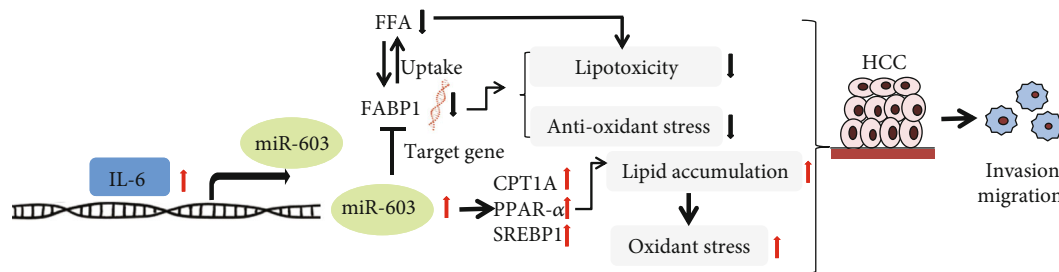 FFA
Uptake
FABP1
Target gene
Lipotoxicity
Anti-oxidant stress
HCC
miR-603
IL-6
miR-603
CPT1A
PPAR-α
SREBP1
Lipid accumulation
Oxidant stress
Invasion
migration